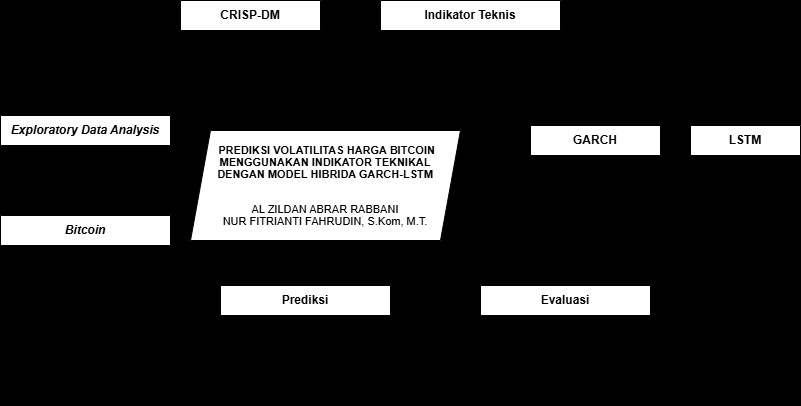 CRISP-DM
Indikator Teknis
Exploratory Data Analysis
GARCH
LSTM
PREDIKSI VOLATILITAS HARGA BITCOIN
MENGGUNAKAN INDIKATOR TEKNIKAL
DENGAN MODEL HIBRIDA GARCH-LSTM
AL ZILDAN ABRAR RABBANI
NUR FITRIANTI FAHRUDIN, S.Kom, M.T.
Bitcoin
Prediksi
Evaluasi